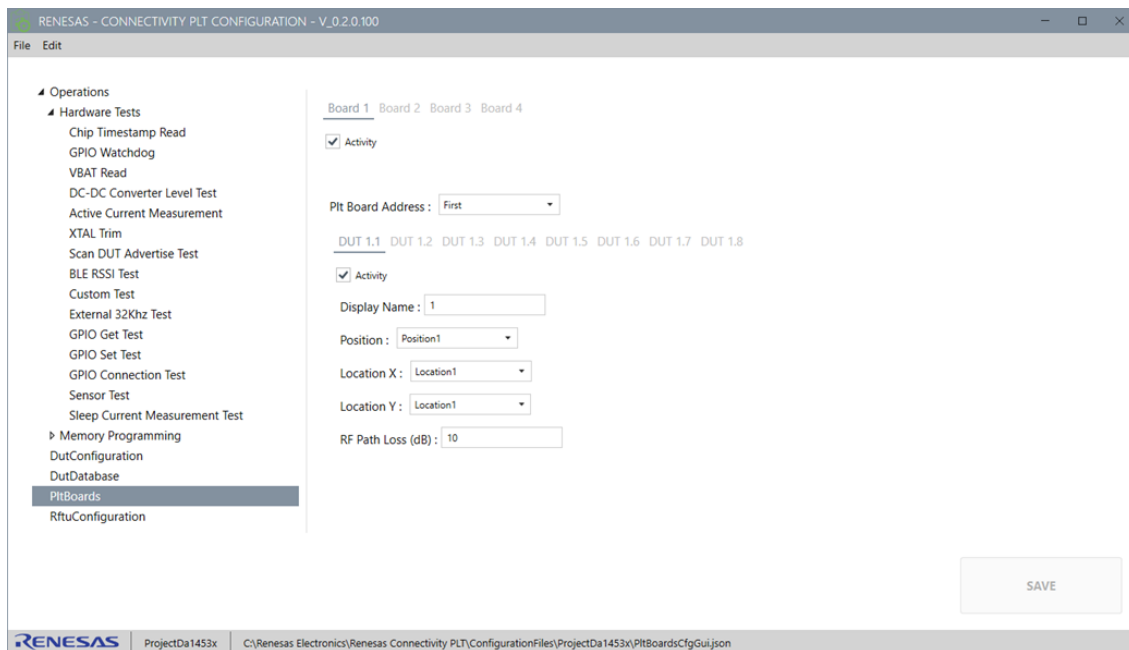 RENESAS - CONNECTIVITY PLT CONFIGURATION - V_0.2.0.100
File Edit
Operations
Hardware Tests
Chip Timestamp Read
GPIO Watchdog
VBAT Read
DC-DC Converter Level Test
Active Current Measurement
XTAL Trim
Scan DUT Advertise Test
BLE RSSI Test
Custom Test
External 32Khz Test
GPIO Get Test
GPIO Set Test
GPIO Connection Test
Sensor Test
Sleep Current Measurement Test
Memory Programming
DutConfiguration
DutDatabase
PltBoards
RftuConfiguration
Board 1 Board 2 Board 3 Board 4
Activity
Plt Board Address : First
DUT 1.1 DUT 1.2 DUT 1.3 DUT 1.4 DUT 1.5 DUT 1.6 DUT 1.7 DUT 1.8
Activity
Display Name : 1
Position : Position1
Location X : Location1
Location Y : Location1
RF Path Loss (dB) : 10
SAVE
RENESAS ProjectDa1453x C:\Renesas Electronics\Renesas Connectivity PLT\ConfigurationFiles\ProjectDa1453x\PltBoardsCfgGui.json